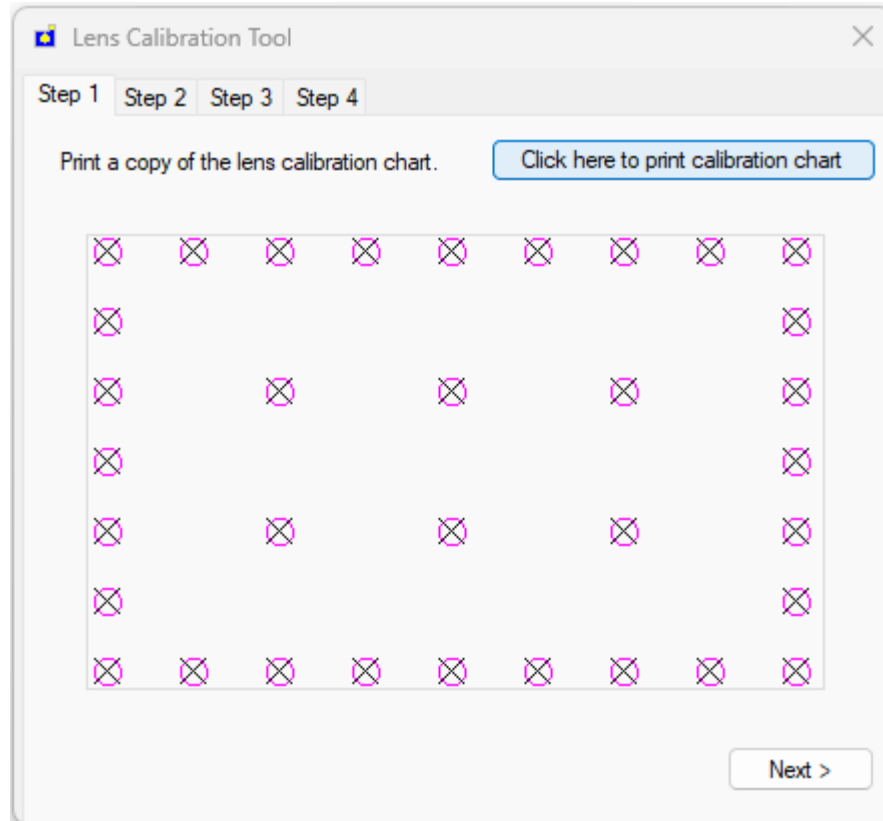 Lens Calibration Tool
Step 1 Step 2 Step 3 Step 4
Print a copy of the lens calibration chart. Click here to print calibration chart
Next >